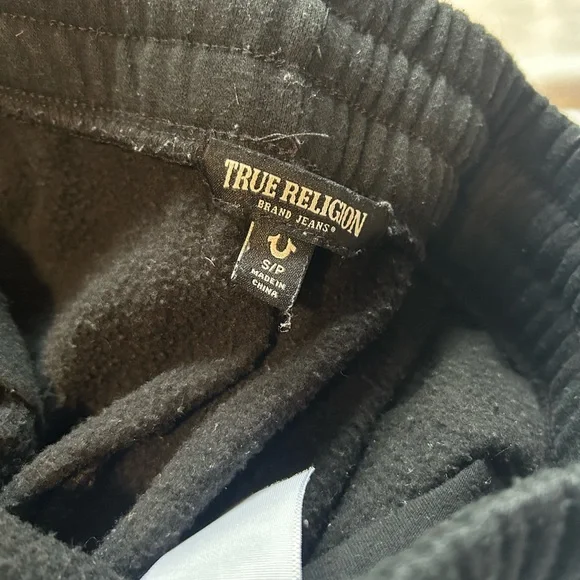 TRUE RELIGION
BRAND JEANS®
S/P
MADE IN
CHINA